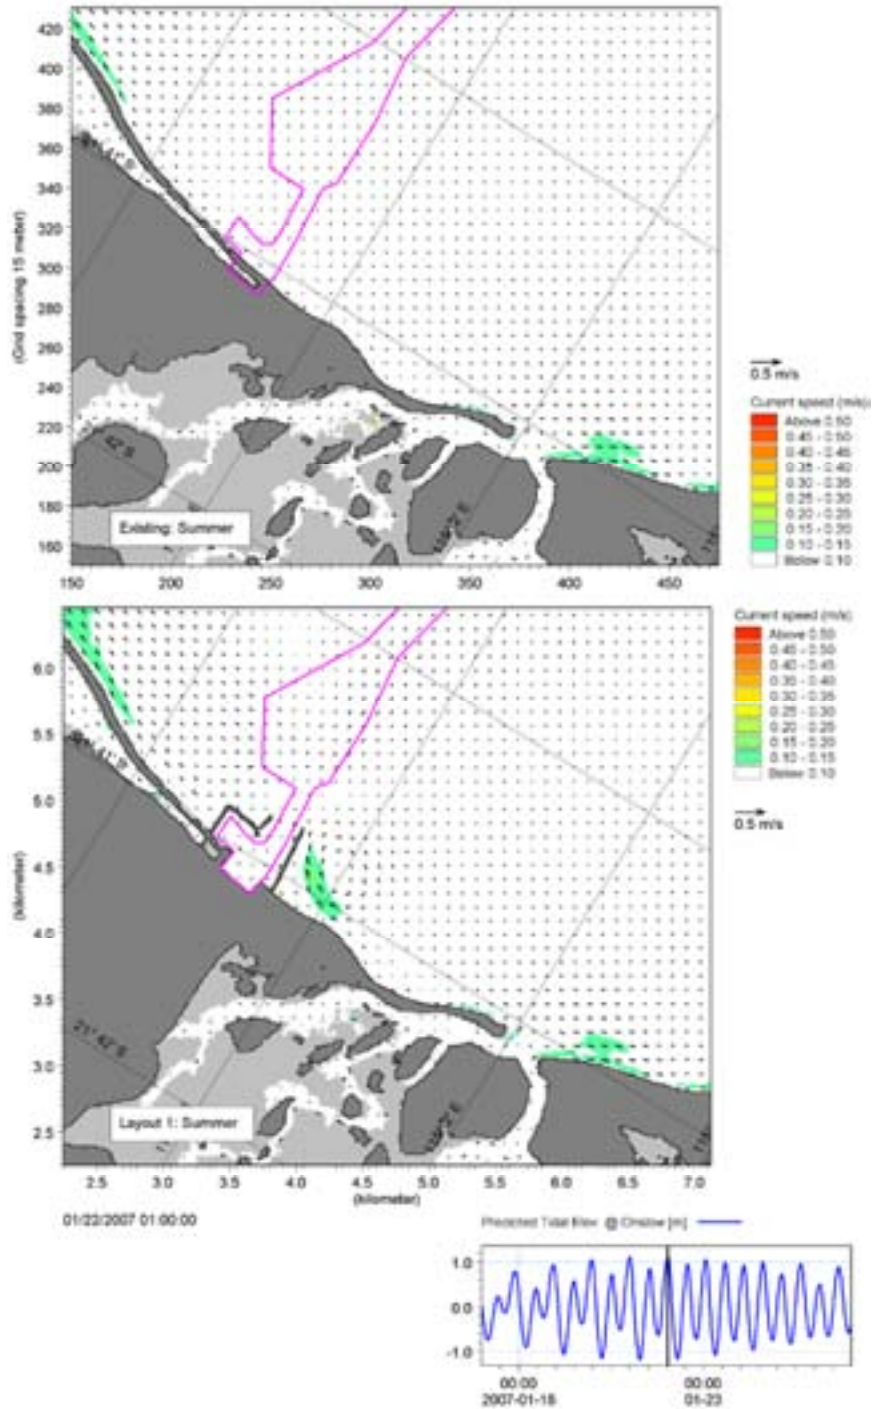 420
400
380
360
340
320
300
280
260
240
220
200
180
160
(Grid spacing 15 meter)
42' S
Existing: Summer
150 200 250 300 350 400 450
0.5 m/s
Current speed (m/s)
Above 0.50
0.45 - 0.50
0.40 - 0.45
0.35 - 0.40
0.30 - 0.35
0.25 - 0.30
0.20 - 0.25
0.15 - 0.20
0.10 - 0.15
Below 0.10
6.0
5.5
5.0
4.5
4.0
3.5
3.0
2.5
(kilometer)
21° 42' S
Layout 1: Summer
2.5 3.0 3.5 4.0 4.5 5.0 5.5 6.0 6.5 7.0
(kilometer)
Current speed (m/s)
Above 0.50
0.45 - 0.50
0.40 - 0.45
0.35 - 0.40
0.30 - 0.35
0.25 - 0.30
0.20 - 0.25
0.15 - 0.20
0.10 - 0.15
Below 0.10
0.5 m/s
01/22/2007 01:00:00
Predicted Tidal Elev. @ Onslow [m]
1.0
0.0
-1.0
00:00 00:00
2007-01-18 01-23